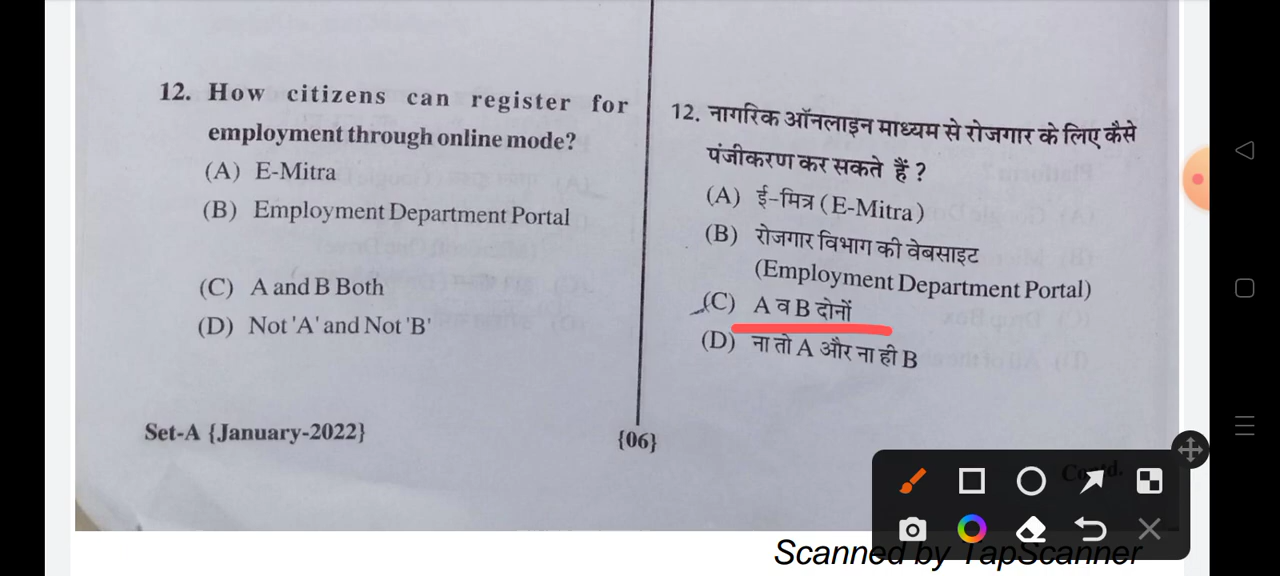 12. How citizens can register for
employment through online mode?
(A) E-Mitra
(B) Employment Department Portal
(C) A and B Both
(D) Not 'A' and Not 'B'
12. नागरिक ऑनलाइन माध्यम से रोजगार के लिए कैसे
पंजीकरण कर सकते हैं ?
(A) ई-मित्र (E-Mitra)
(B) रोजगार विभाग की वेबसाइट
(Employment Department Portal)
(C) A व B दोनों
(D) ना तो A और ना ही B
Set-A {January-2022}
{06}
Contd.
Scanned by TapScanner